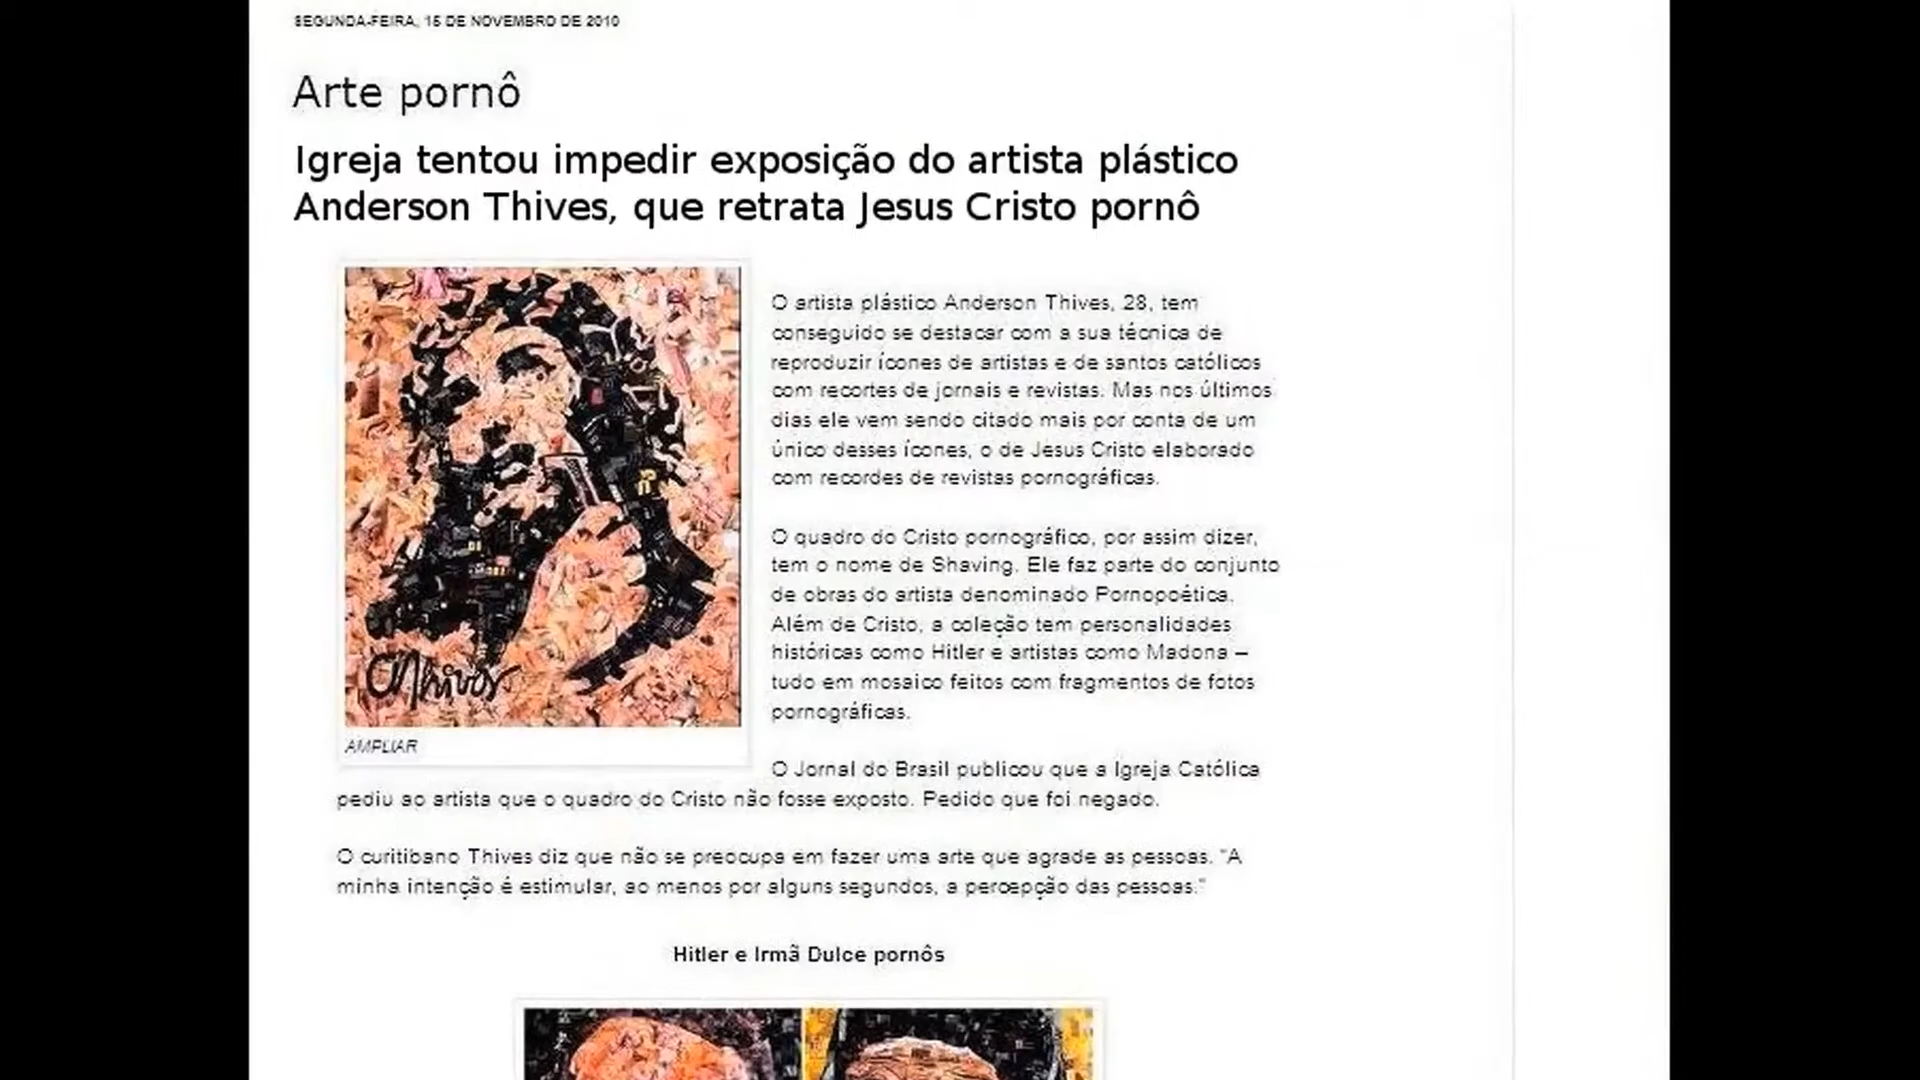 SEGUNDA-FEIRA, 15 DE NOVEMBRO DE 2010
Arte pornô
Igreja tentou impedir exposição do artista plástico
Anderson Thives, que retrata Jesus Cristo pornô
O artista plástico Anderson Thives, 28, tem
conseguido se destacar com a sua técnica de
reproduzir ícones de artistas e de santos católicos
com recortes de jornais e revistas. Mas nos últimos
dias ele vem sendo citado mais por conta de um
único desses ícones, o de Jesus Cristo elaborado
com recordes de revistas pornográficas.
O quadro do Cristo pornográfico, por assim dizer,
tem o nome de Shaving. Ele faz parte do conjunto
de obras do artista denominado Pornopoética.
Além de Cristo, a coleção tem personalidades
históricas como Hitler e artistas como Madona –
tudo em mosaico feitos com fragmentos de fotos
pornográficas.
AThives
AMPLIAR
O Jornal do Brasil publicou que a Igreja Católica
pediu ao artista que o quadro do Cristo não fosse exposto. Pedido que foi negado.
O curitibano Thives diz que não se preocupa em fazer uma arte que agrade as pessoas. "A
minha intenção é estimular, ao menos por alguns segundos, a percepção das pessoas."
Hitler e Irmã Dulce pornôs